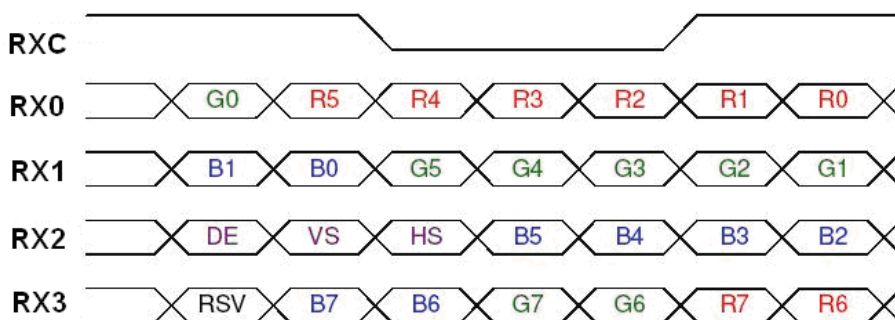 RXC
RX0 G0 R5 R4 R3 R2 R1 R0
RX1 B1 B0 G5 G4 G3 G2 G1
RX2 DE VS HS B5 B4 B3 B2
RX3 RSV B7 B6 G7 G6 R7 R6